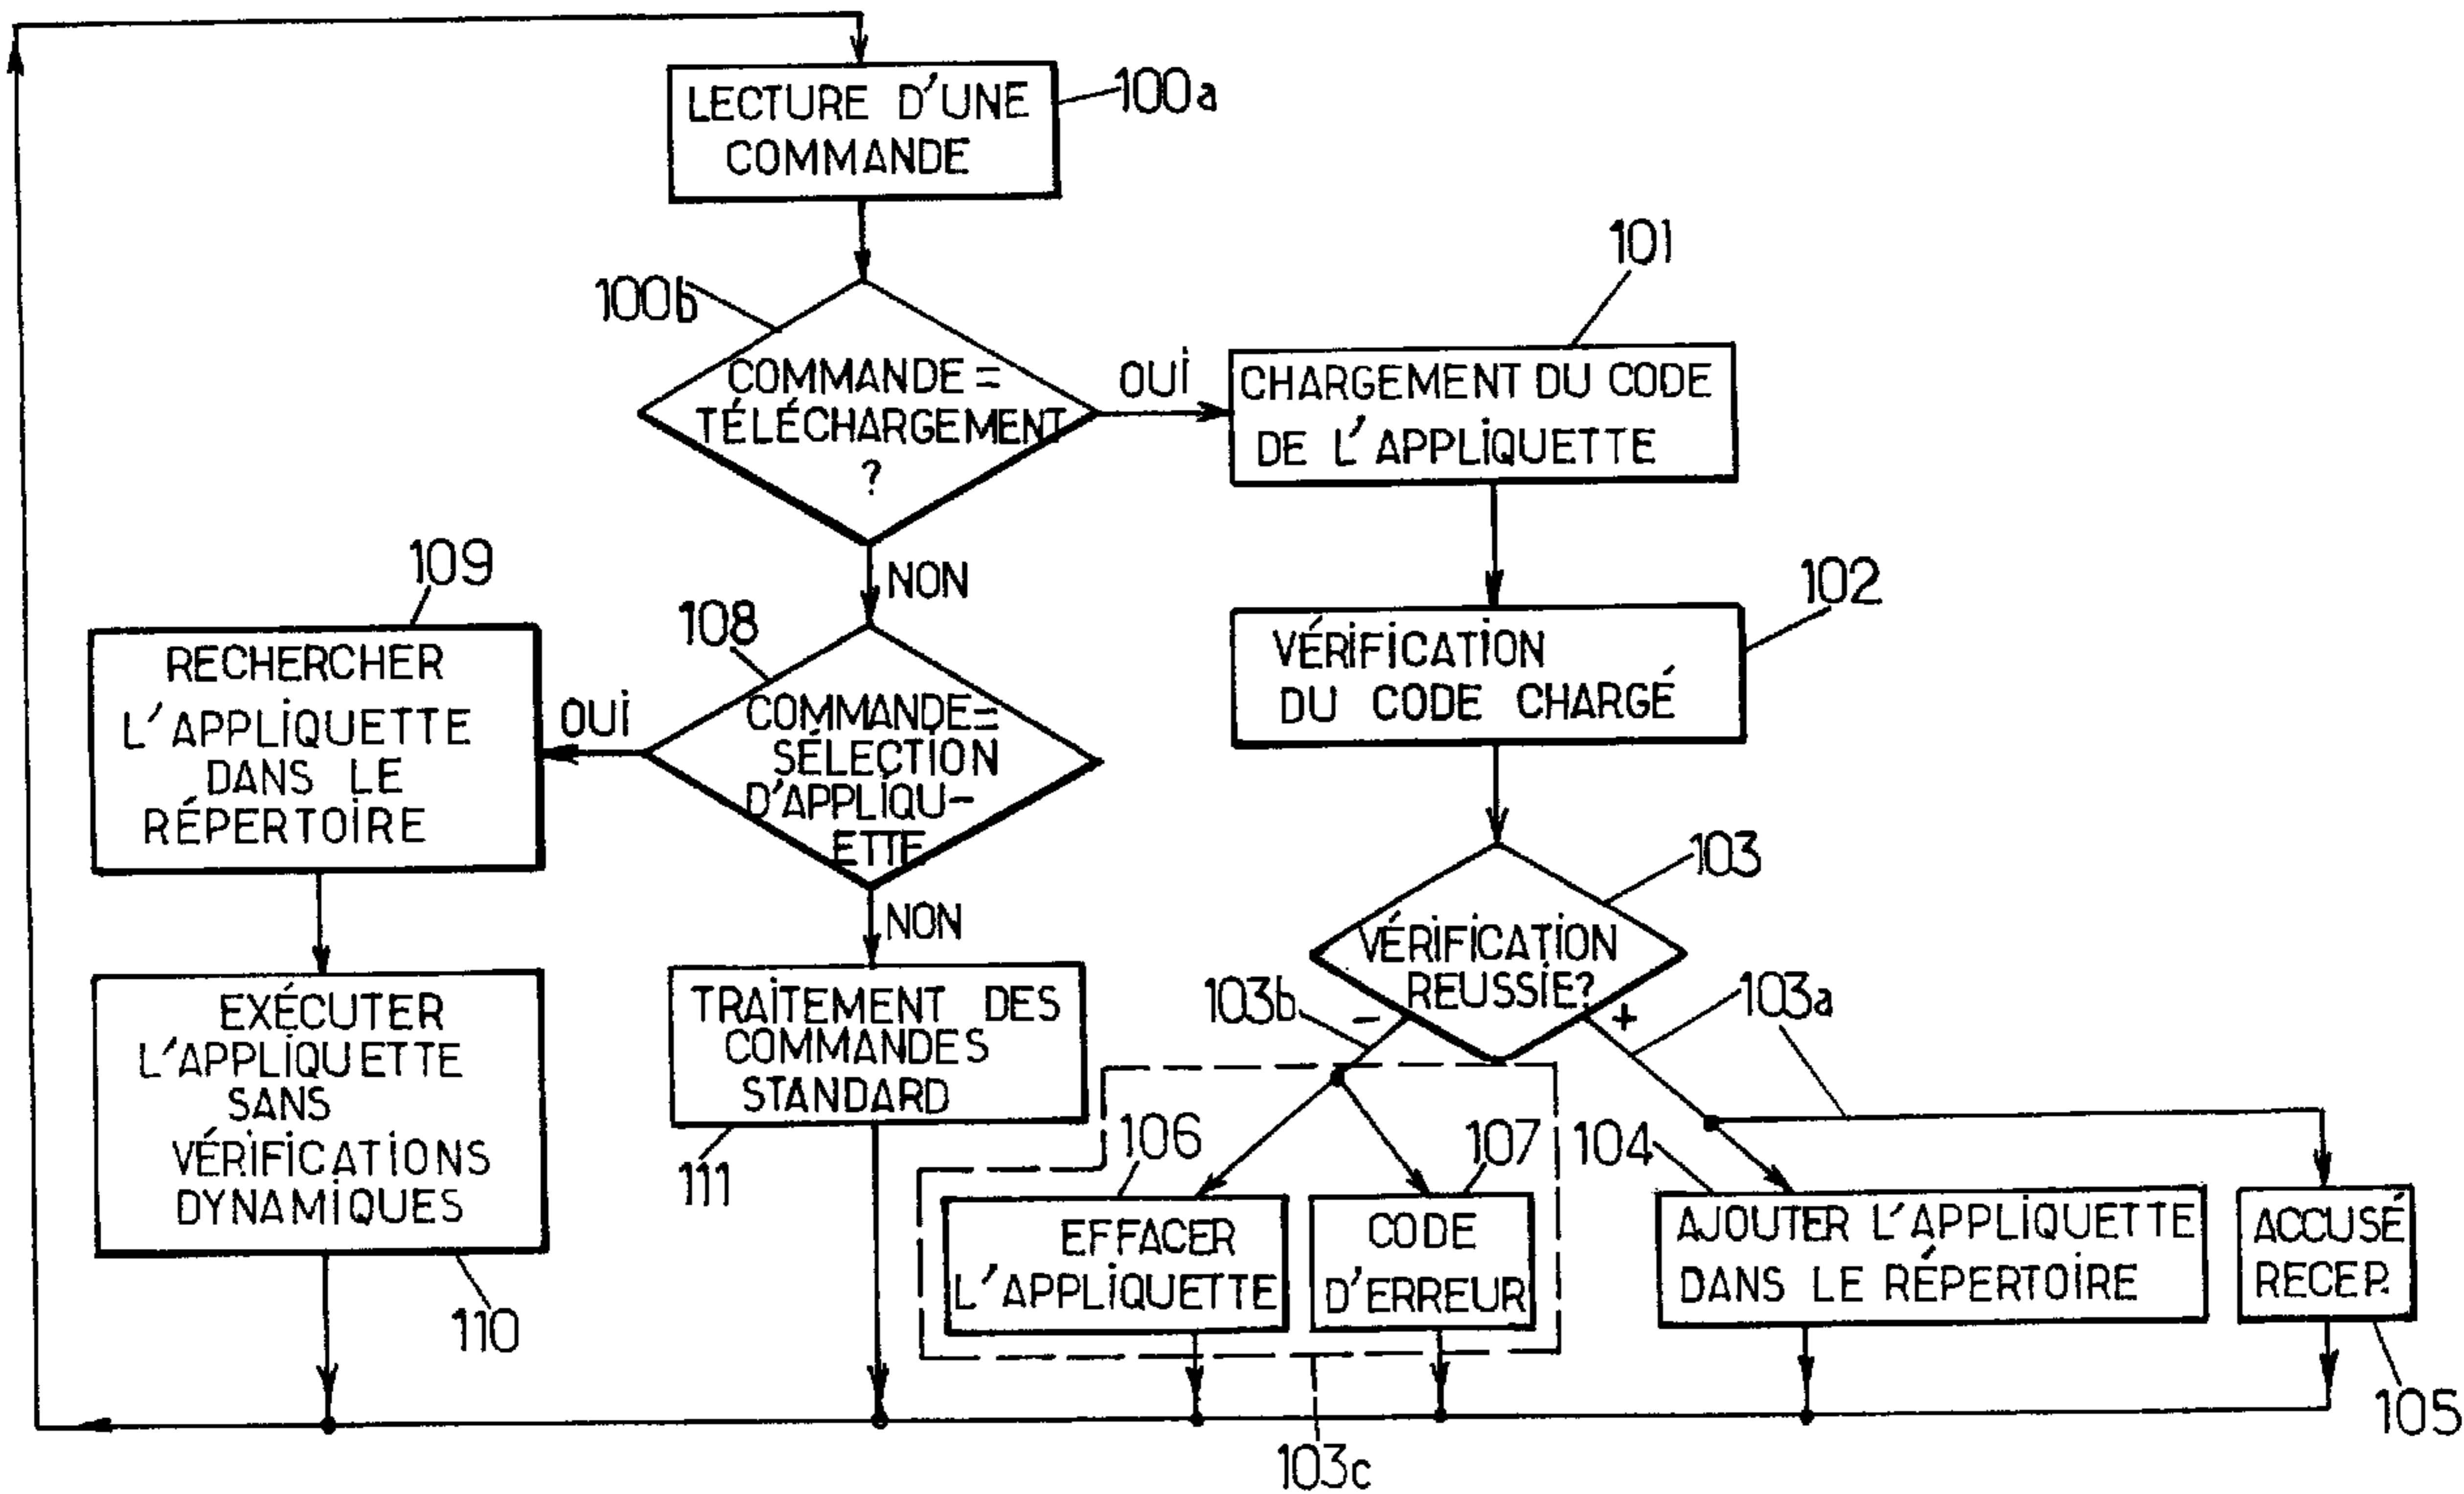 LECTURE D'UNE
COMMANDE
100a
100b
COMMANDE =
TÉLÉCHARGEMENT
?
OUI
101
CHARGEMENT DU CODE
DE L'APPLIQUETTE
NON
102
VÉRIFICATION
DU CODE CHARGÉ
108
COMMANDE=
SÉLECTION
D'APPLIQU-
ETTE
OUI
109
RECHERCHER
L'APPLIQUETTE
DANS LE
RÉPERTOIRE
NON
103
VÉRIFICATION
REUSSIE?
103b
-
+
103a
EXÉCUTER
L'APPLIQUETTE
SANS
VÉRIFICATIONS
DYNAMIQUES
110
TRAITEMENT DES
COMMANDES
STANDARD
111
106
EFFACER
L'APPLIQUETTE
107
CODE
D'ERREUR
104
AJOUTER L'APPLIQUETTE
DANS LE RÉPERTOIRE
ACCUSÉ
RECEP.
105
103c